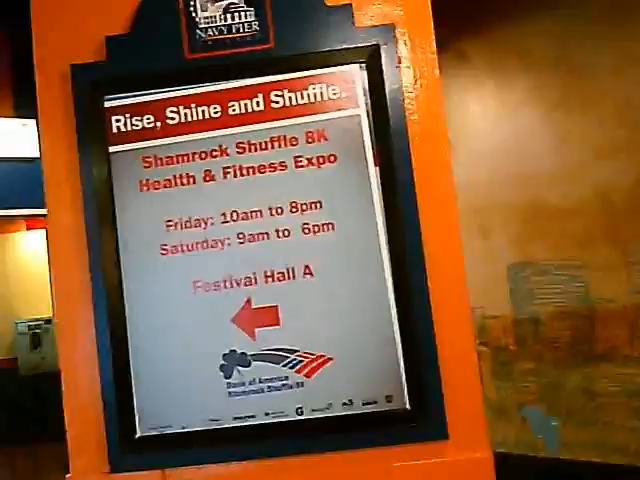 NAVY PIER
Rise, Shine and Shuffle.
Shamrock Shuffle 8K
Health & Fitness Expo
Friday: 10am to 8pm
Saturday: 9am to 6pm
Festival Hall A
Bank of America
Shamrock Shuffle 8K